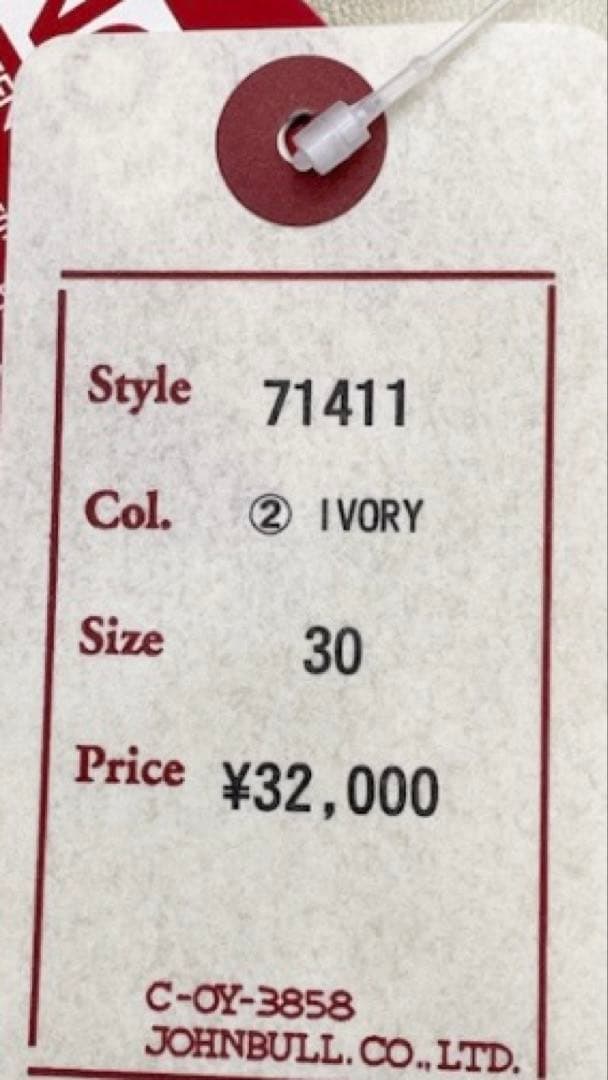 Style 71411
Col. ② IVORY
Size 30
Price ¥32,000
C-OY-3858
JOHNBULL. CO., LTD.